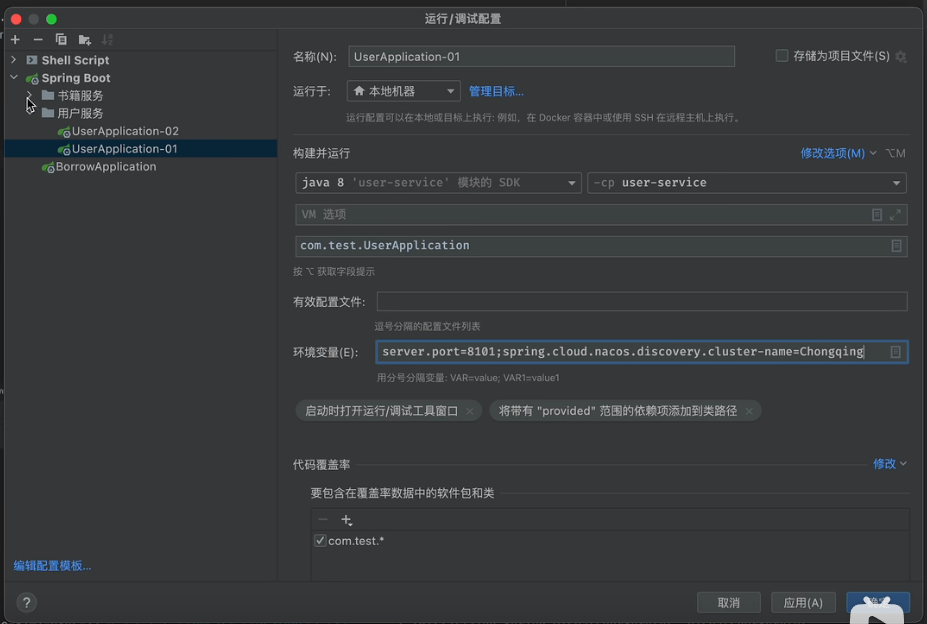 运行/调试配置
Shell Script
Spring Boot
书籍服务
用户服务
UserApplication-02
UserApplication-01
BorrowApplication
编辑配置模板...
名称(N): UserApplication-01 存储为项目文件(S)
运行于: 本地机器 管理目标...
运行配置可以在本地或目标上执行: 例如，在 Docker 容器中或使用 SSH 在远程主机上执行。
构建并运行 修改选项(M) ⌥M
java 8 'user-service' 模块的 SDK -cp user-service
VM 选项
com.test.UserApplication
按 ⌥ 获取字段提示
有效配置文件:
逗号分隔的配置文件列表
环境变量(E): server.port=8101;spring.cloud.nacos.discovery.cluster-name=Chongqing
用分号分隔变量: VAR=value; VAR1=value1
启动时打开运行/调试工具窗口 × 将带有 "provided" 范围的依赖项添加到类路径 ×
代码覆盖率 修改
要包含在覆盖率数据中的软件包和类
com.test.*
? 取消 应用(A)